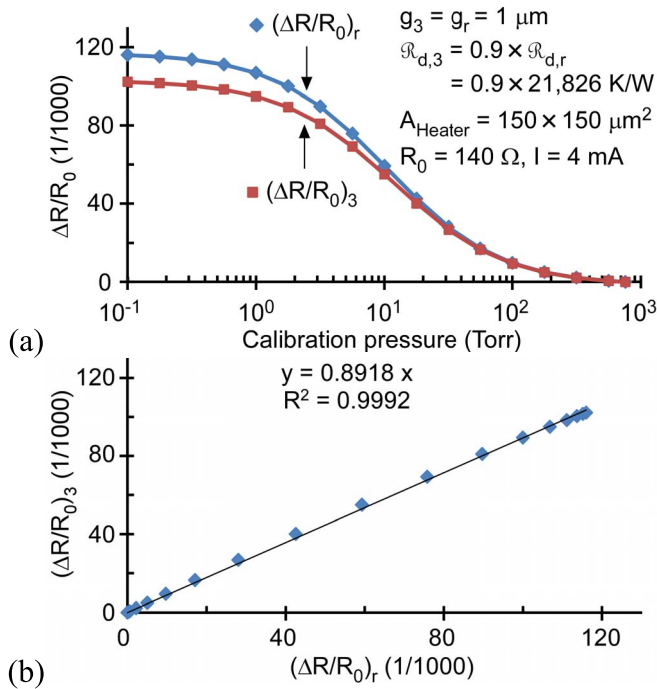 120
80
40
0
ΔR/R₀ (1/1000)
(ΔR/R₀)ᵣ
(ΔR/R₀)₃
g₃ = gᵣ = 1 μm
ℛd,₃ = 0.9 × ℛd,r
= 0.9 × 21,826 K/W
A_Heater = 150 × 150 μm²
R₀ = 140 Ω, I = 4 mA
10⁻¹ 10⁰ 10¹ 10² 10³
Calibration pressure (Torr)
(a)
y = 0.8918 x
R² = 0.9992
120
80
40
0
(ΔR/R₀)₃ (1/1000)
0 40 80 120
(ΔR/R₀)ᵣ (1/1000)
(b)